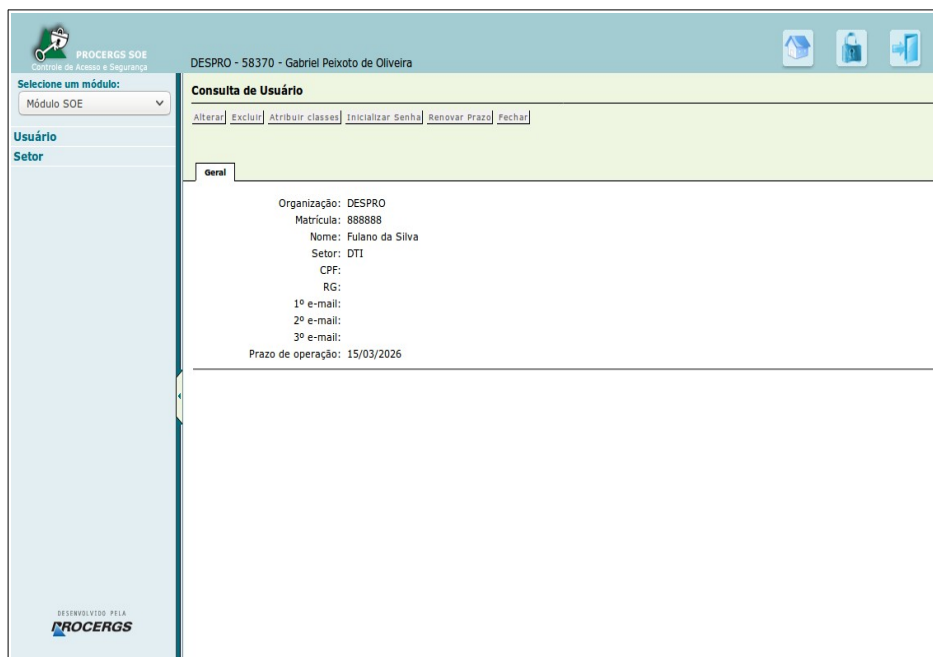 PROCERGS SOE
Controle de Acesso e Segurança
DESPRO - 58370 - Gabriel Peixoto de Oliveira
Selecione um módulo:
Módulo SOE
Usuário
Setor
Consulta de Usuário
Alterar Excluir Atribuir classes Inicializar Senha Renovar Prazo Fechar
Geral
Organização: DESPRO
Matrícula: 888888
Nome: Fulano da Silva
Setor: DTI
CPF:
RG:
1º e-mail:
2º e-mail:
3º e-mail:
Prazo de operação: 15/03/2026
DESENVOLVIDO PELA
PROCERGS